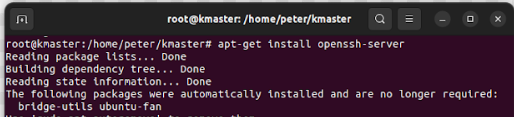 root@kmaster: /home/peter/kmaster
root@kmaster:/home/peter/kmaster# apt-get install openssh-server
Reading package lists... Done
Building dependency tree... Done
Reading state information... Done
The following packages were automatically installed and are no longer required:
bridge-utils ubuntu-fan